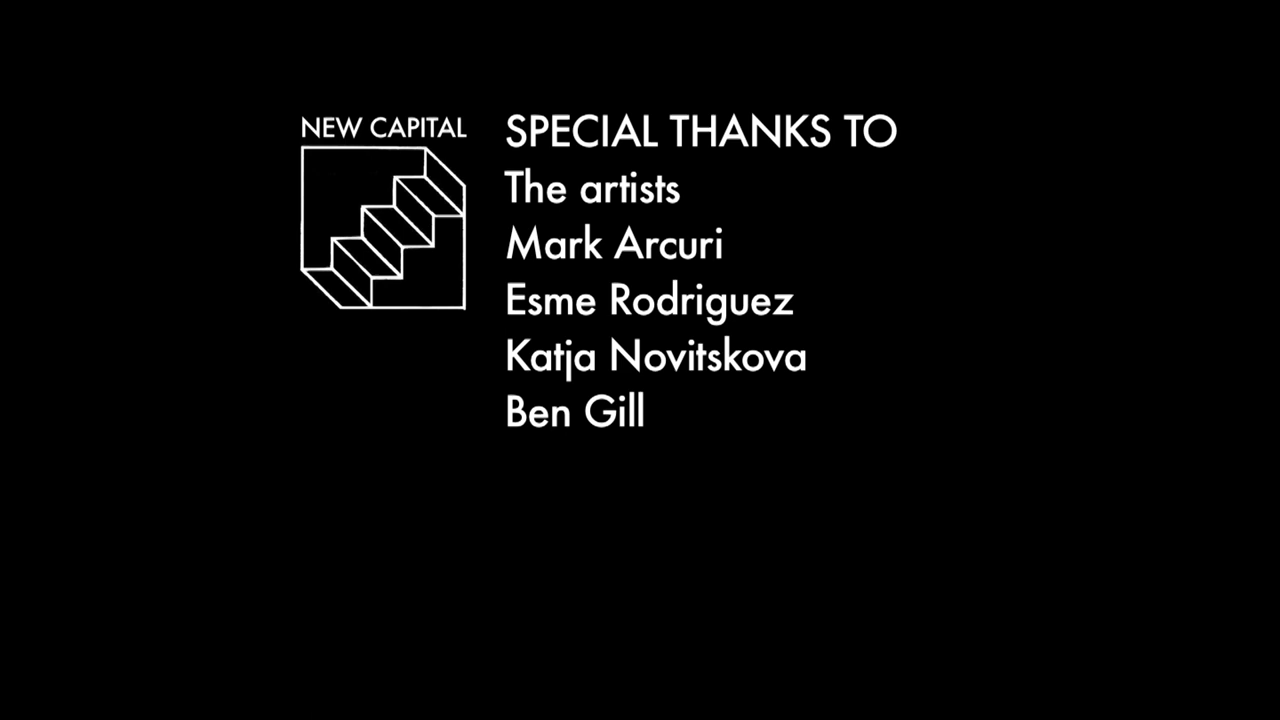 NEW CAPITAL
SPECIAL THANKS TO
The artists
Mark Arcuri
Esme Rodriguez
Katja Novitskova
Ben Gill